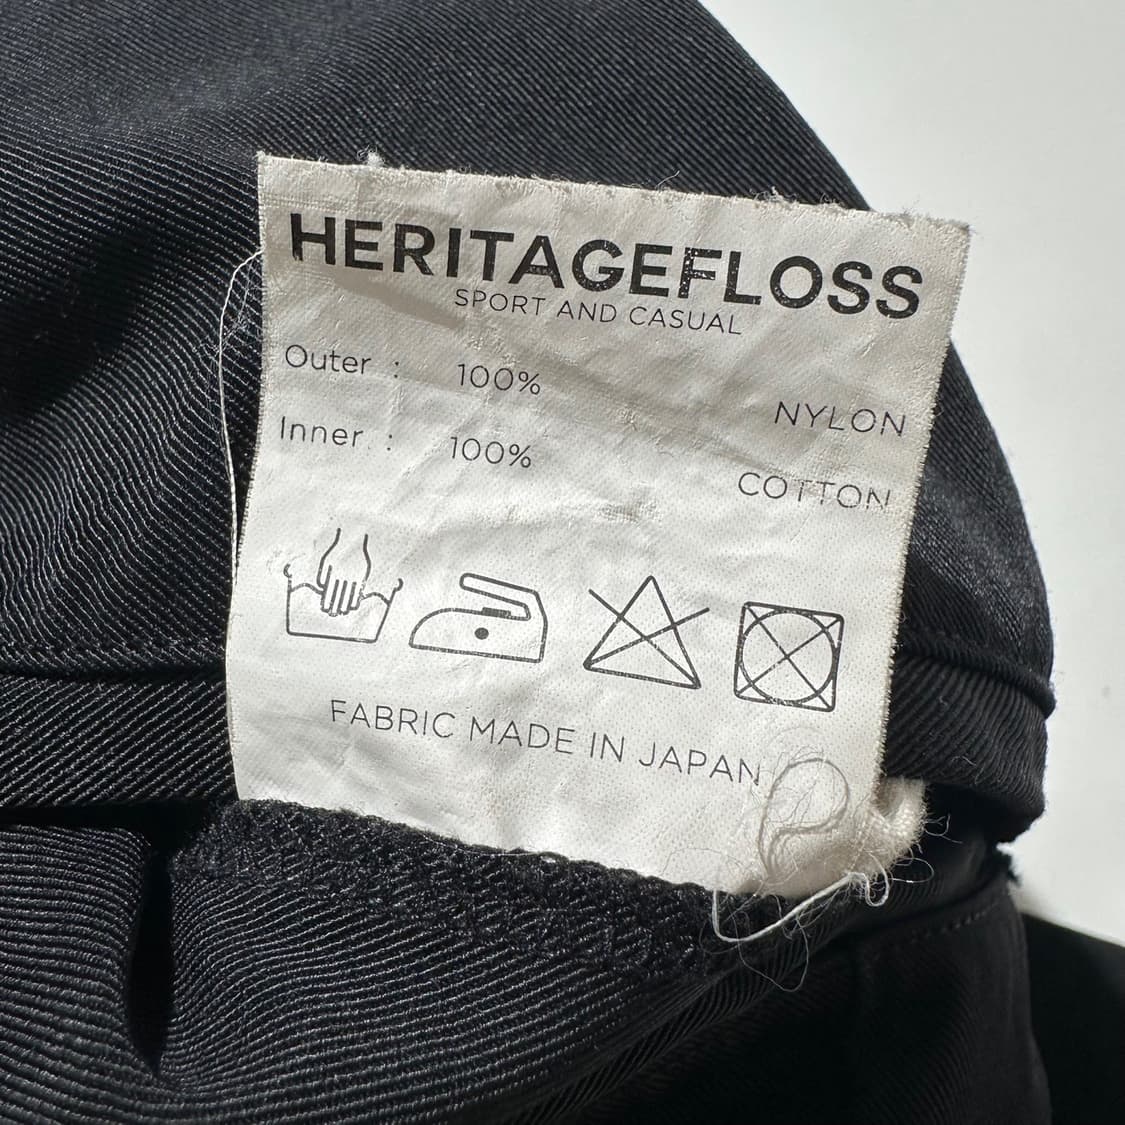 HERITAGEFLOSS
SPORT AND CASUAL
Outer : 100% NYLON
Inner : 100% COTTON
FABRIC MADE IN JAPAN